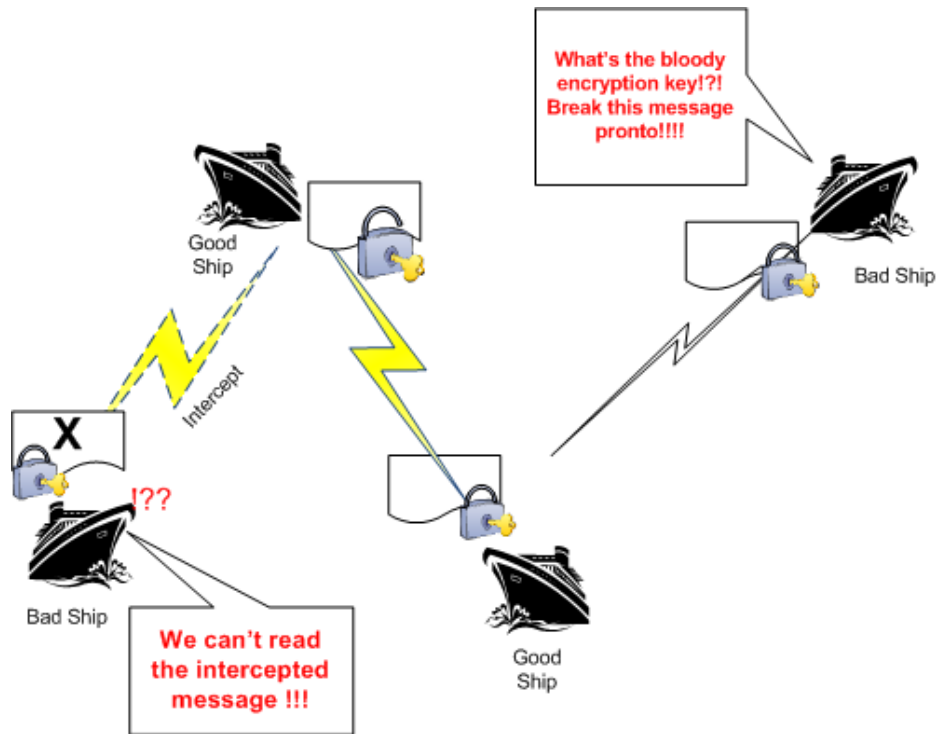 What's the bloody
encryption key!?!
Break this message
pronto!!!!
Good
Ship
Bad Ship
Intercept
X
!??
Bad Ship
We can't read
the intercepted
message !!!
Good
Ship